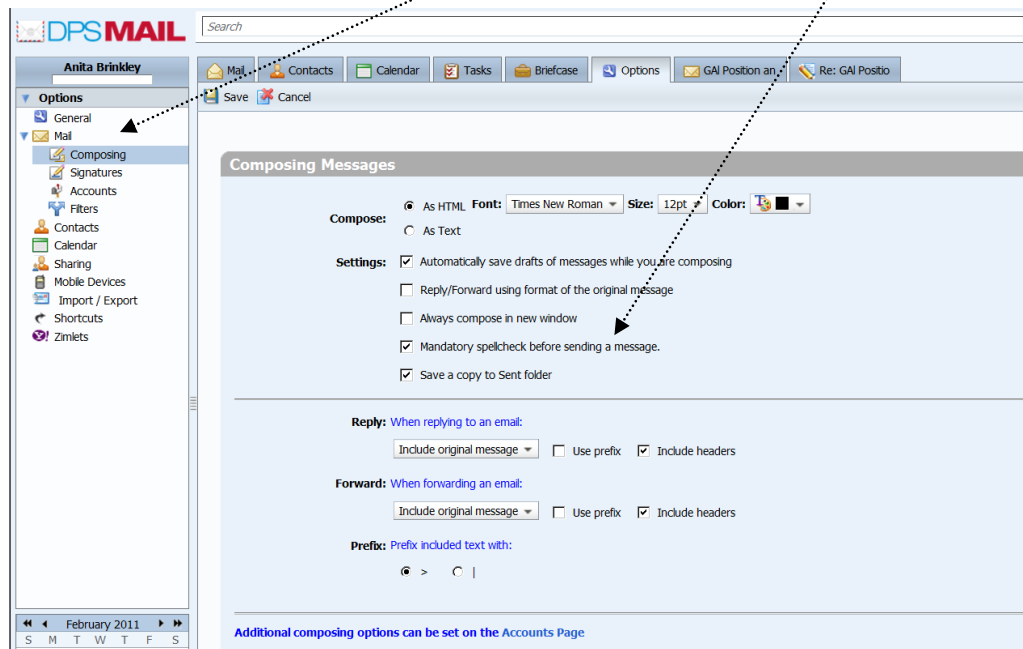 DPSMAIL
Search
Anita Brinkley
Mail Contacts Calendar Tasks Briefcase Options GAl Position an Re: GAl Positio
Save Cancel
Options
General
Mail
Composing
Signatures
Accounts
Filters
Contacts
Calendar
Sharing
Mobile Devices
Import / Export
Shortcuts
Zimlets
Composing Messages
Compose: As HTML Font: Times New Roman Size: 12pt Color:
As Text
Settings: Automatically save drafts of messages while you are composing
Reply/Forward using format of the original message
Always compose in new window
Mandatory spellcheck before sending a message.
Save a copy to Sent folder
Reply: When replying to an email:
Include original message Use prefix Include headers
Forward: When forwarding an email:
Include original message Use prefix Include headers
Prefix: Prefix included text with:
> |
Additional composing options can be set on the Accounts Page
February 2011
S M T W T F S